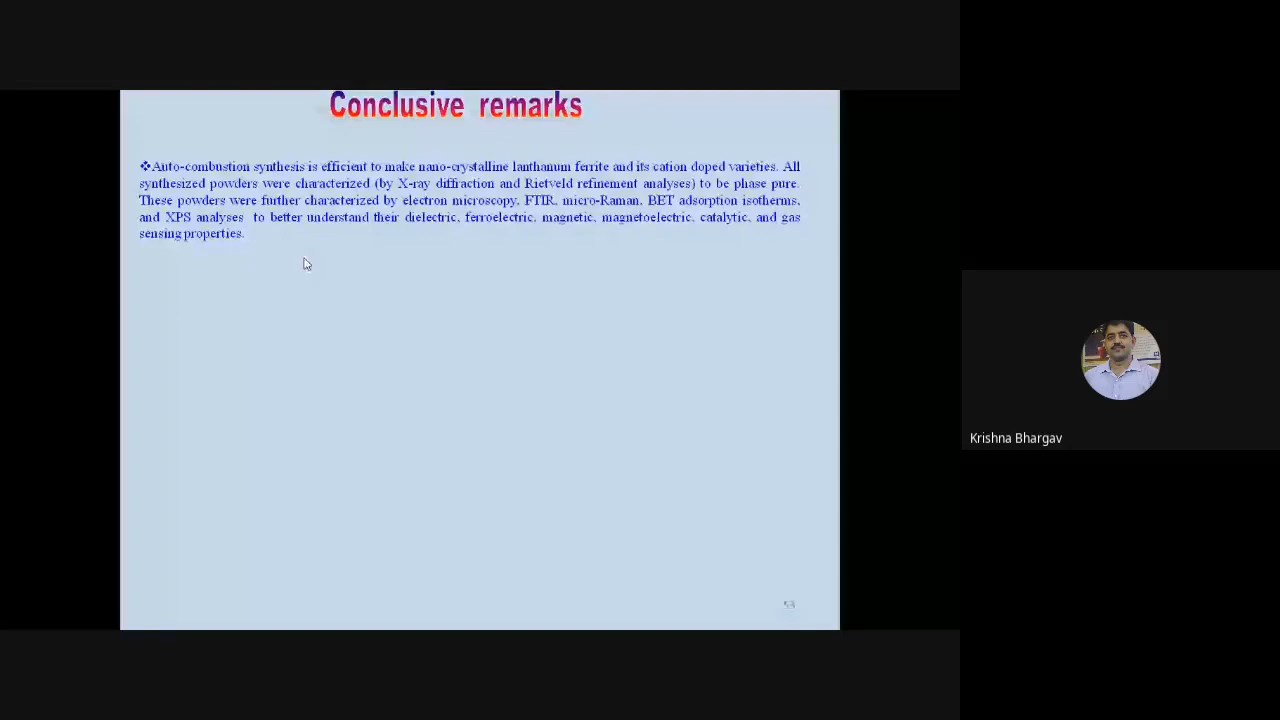 Conclusive remarks
❖Auto-combustion synthesis is efficient to make nano-crystalline lanthanum ferrite and its cation doped varieties. All
synthesized powders were characterized (by X-ray diffraction and Rietveld refinement analyses) to be phase pure.
These powders were further characterized by electron microscopy, FTIR, micro-Raman, BET adsorption isotherms,
and XPS analyses to better understand their dielectric, ferroelectric, magnetic, magnetoelectric, catalytic, and gas
sensing properties.
Krishna Bhargav